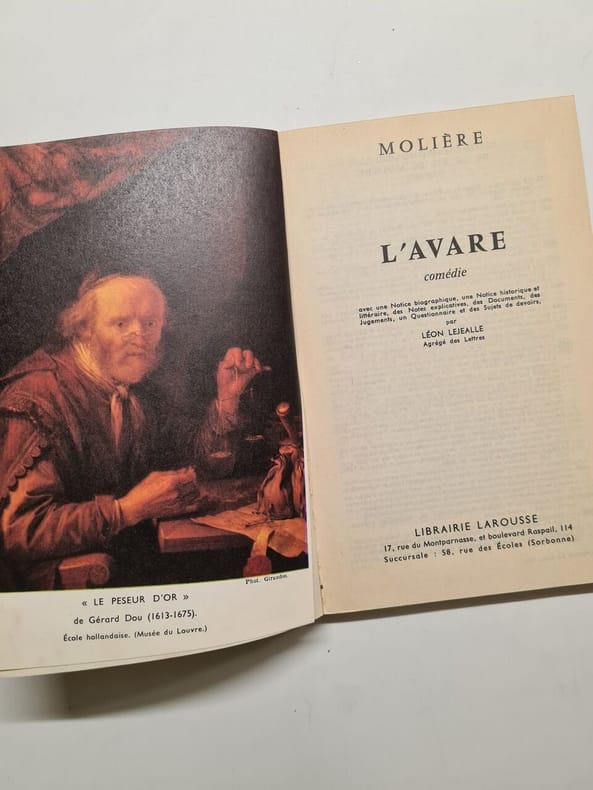 Phot. Giraudon.
« LE PESEUR D'OR »
de Gérard Dou (1613-1675).
École hollandaise. (Musée du Louvre.)
MOLIÈRE
L'AVARE
comédie
avec une Notice biographique, une Notice historique et
littéraire, des Notes explicatives, des Documents, des
Jugements, un Questionnaire et des Sujets de devoirs,
par
LÉON LEJEALLE
Agrégé des Lettres
LIBRAIRIE LAROUSSE
17, rue du Montparnasse, et boulevard Raspail, 114
Succursale : 58, rue des Écoles (Sorbonne)